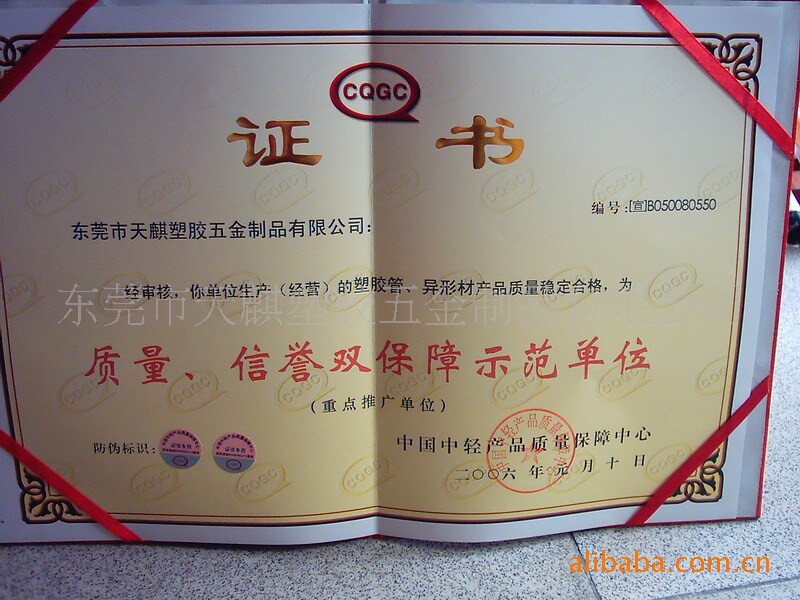 CQGC
证 书
编号:[宣]B050080550
东莞市天麒塑胶五金制品有限公司:
经审核，你单位生产（经营）的塑胶管、异形材产品质量稳定合格，为
质量、信誉双保障示范单位
(重点推广单位)
防伪标识:
中国中轻产品质量保障中心
二〇〇六年元月十日
alibaba.com.cn